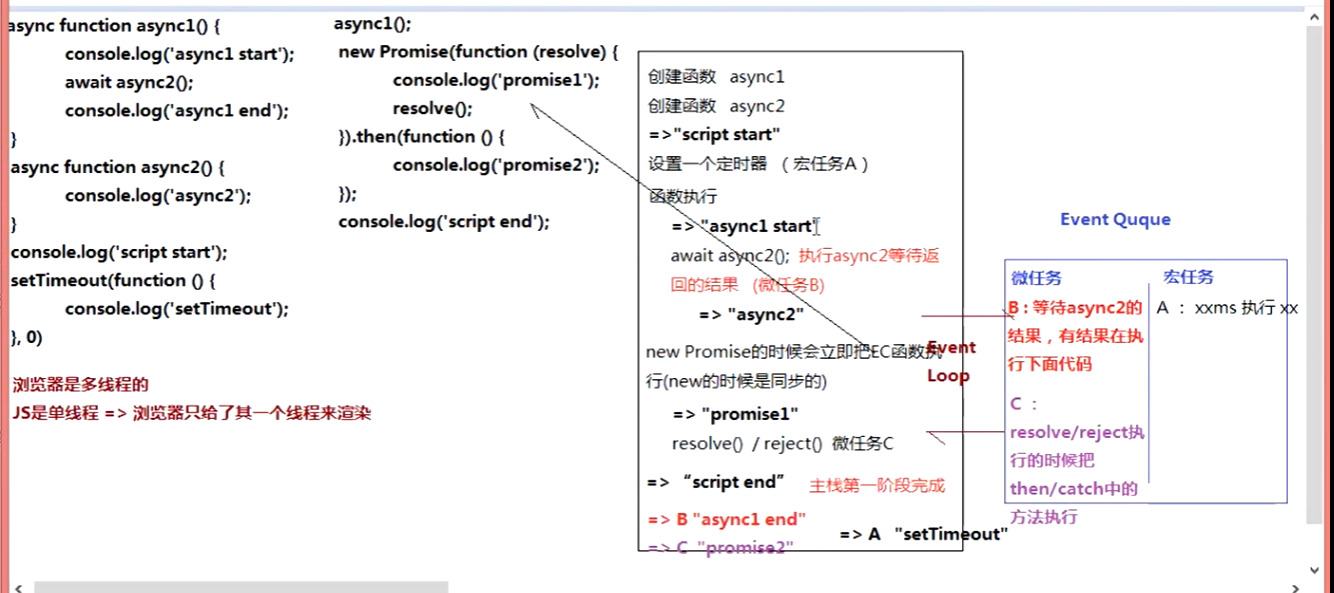 async function async1() {
console.log('async1 start');
await async2();
console.log('async1 end');
}
async function async2() {
console.log('async2');
}
console.log('script start');
setTimeout(function () {
console.log('setTimeout');
}, 0)
浏览器是多线程的
JS是单线程 => 浏览器只给了其一个线程来渲染
async1();
new Promise(function (resolve) {
console.log('promise1');
resolve();
}).then(function () {
console.log('promise2');
});
console.log('script end');
创建函数 async1
创建函数 async2
=>"script start"
设置一个定时器 （ 宏任务A ）
函数执行
=> "async1 start"
await async2(); 执行async2等待返
回的结果 (微任务B)
=> "async2"
new Promise的时候会立即把EC函数执
行(new的时候是同步的)
=> "promise1"
resolve() / reject() 微任务C
=> “script end” 主栈第一阶段完成
=> B "async1 end"
=> C "promise2"
=> A "setTimeout"
Event
Loop
Event Quque
微任务
B : 等待async2的
结果，有结果在执
行下面代码
C ：
resolve/reject执
行的时候把
then/catch中的
方法执行
宏任务
A ： xxms 执行 xx